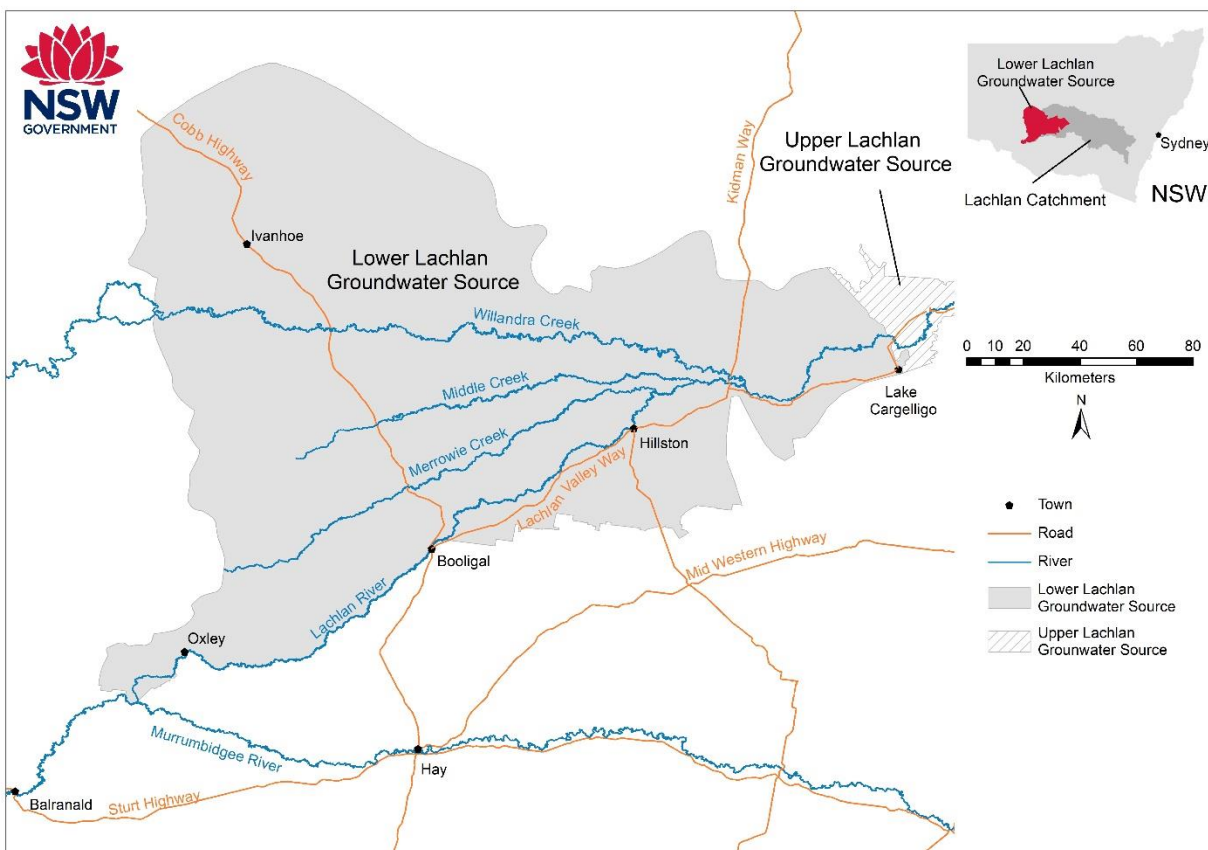 NSW
GOVERNMENT
Cobb Highway
Ivanhoe
Lower Lachlan
Groundwater Source
Kidman Way
Upper Lachlan
Groundwater Source
Willandra Creek
Middle Creek
Merrowie Creek
Lake
Cargelligo
Hillston
Lachlan Valley Way
Booligal
Mid Western Highway
Lachlan River
Oxley
Murrumbidgee River
Hay
Balranald
Sturt Highway
Lower Lachlan
Groundwater Source
Sydney
NSW
Lachlan Catchment
0 10 20 40 60 80
Kilometers
N
Town
Road
River
Lower Lachlan
Groundwater Source
Upper Lachlan
Grounwater Source